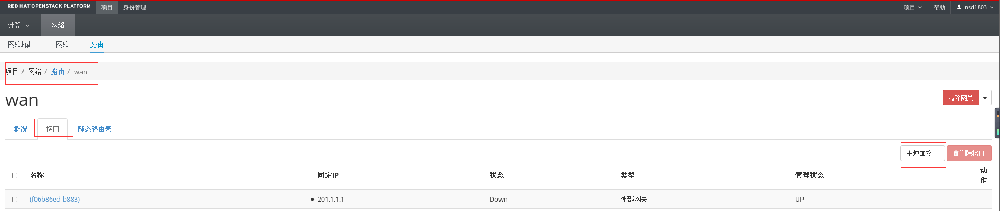 RED HAT OPENSTACK PLATFORM 项目 身份管理 项目 帮助 nsd1803
计算 网络
网络拓扑 网络 路由
项目 / 网络 / 路由 / wan
wan
清除网关
概况 接口 静态路由表
+增加接口 删除接口
名称 固定IP 状态 类型 管理状态 动作
(f06b86ed-b883) • 201.1.1.1 Down 外部网关 UP